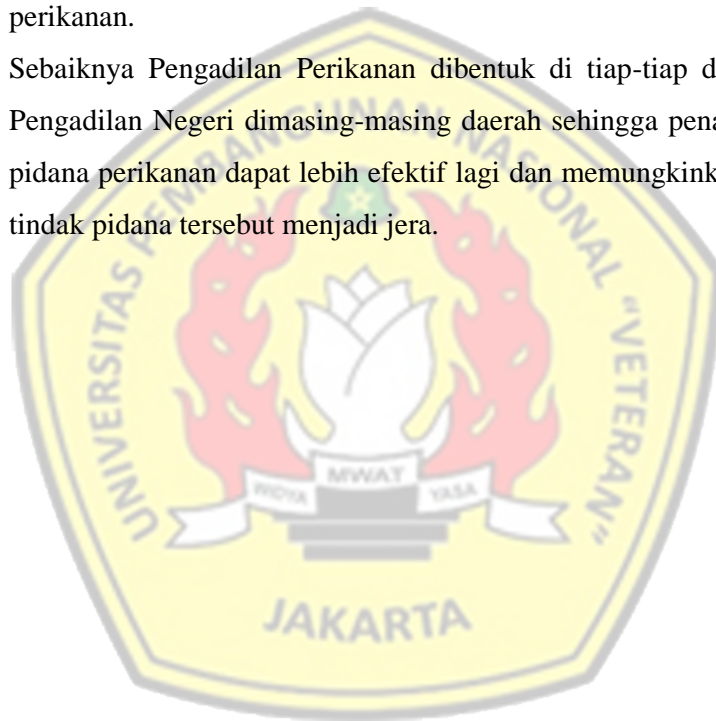 perikanan.
Sebaiknya Pengadilan Perikanan dibentuk di tiap-tiap d
Pengadilan Negeri dimasing-masing daerah sehingga pena
pidana perikanan dapat lebih efektif lagi dan memungkink
tindak pidana tersebut menjadi jera.
UNIVERSITAS PEMBANGUNAN NASIONAL "VETERAN"
WIDYA MWAT YASA
JAKARTA